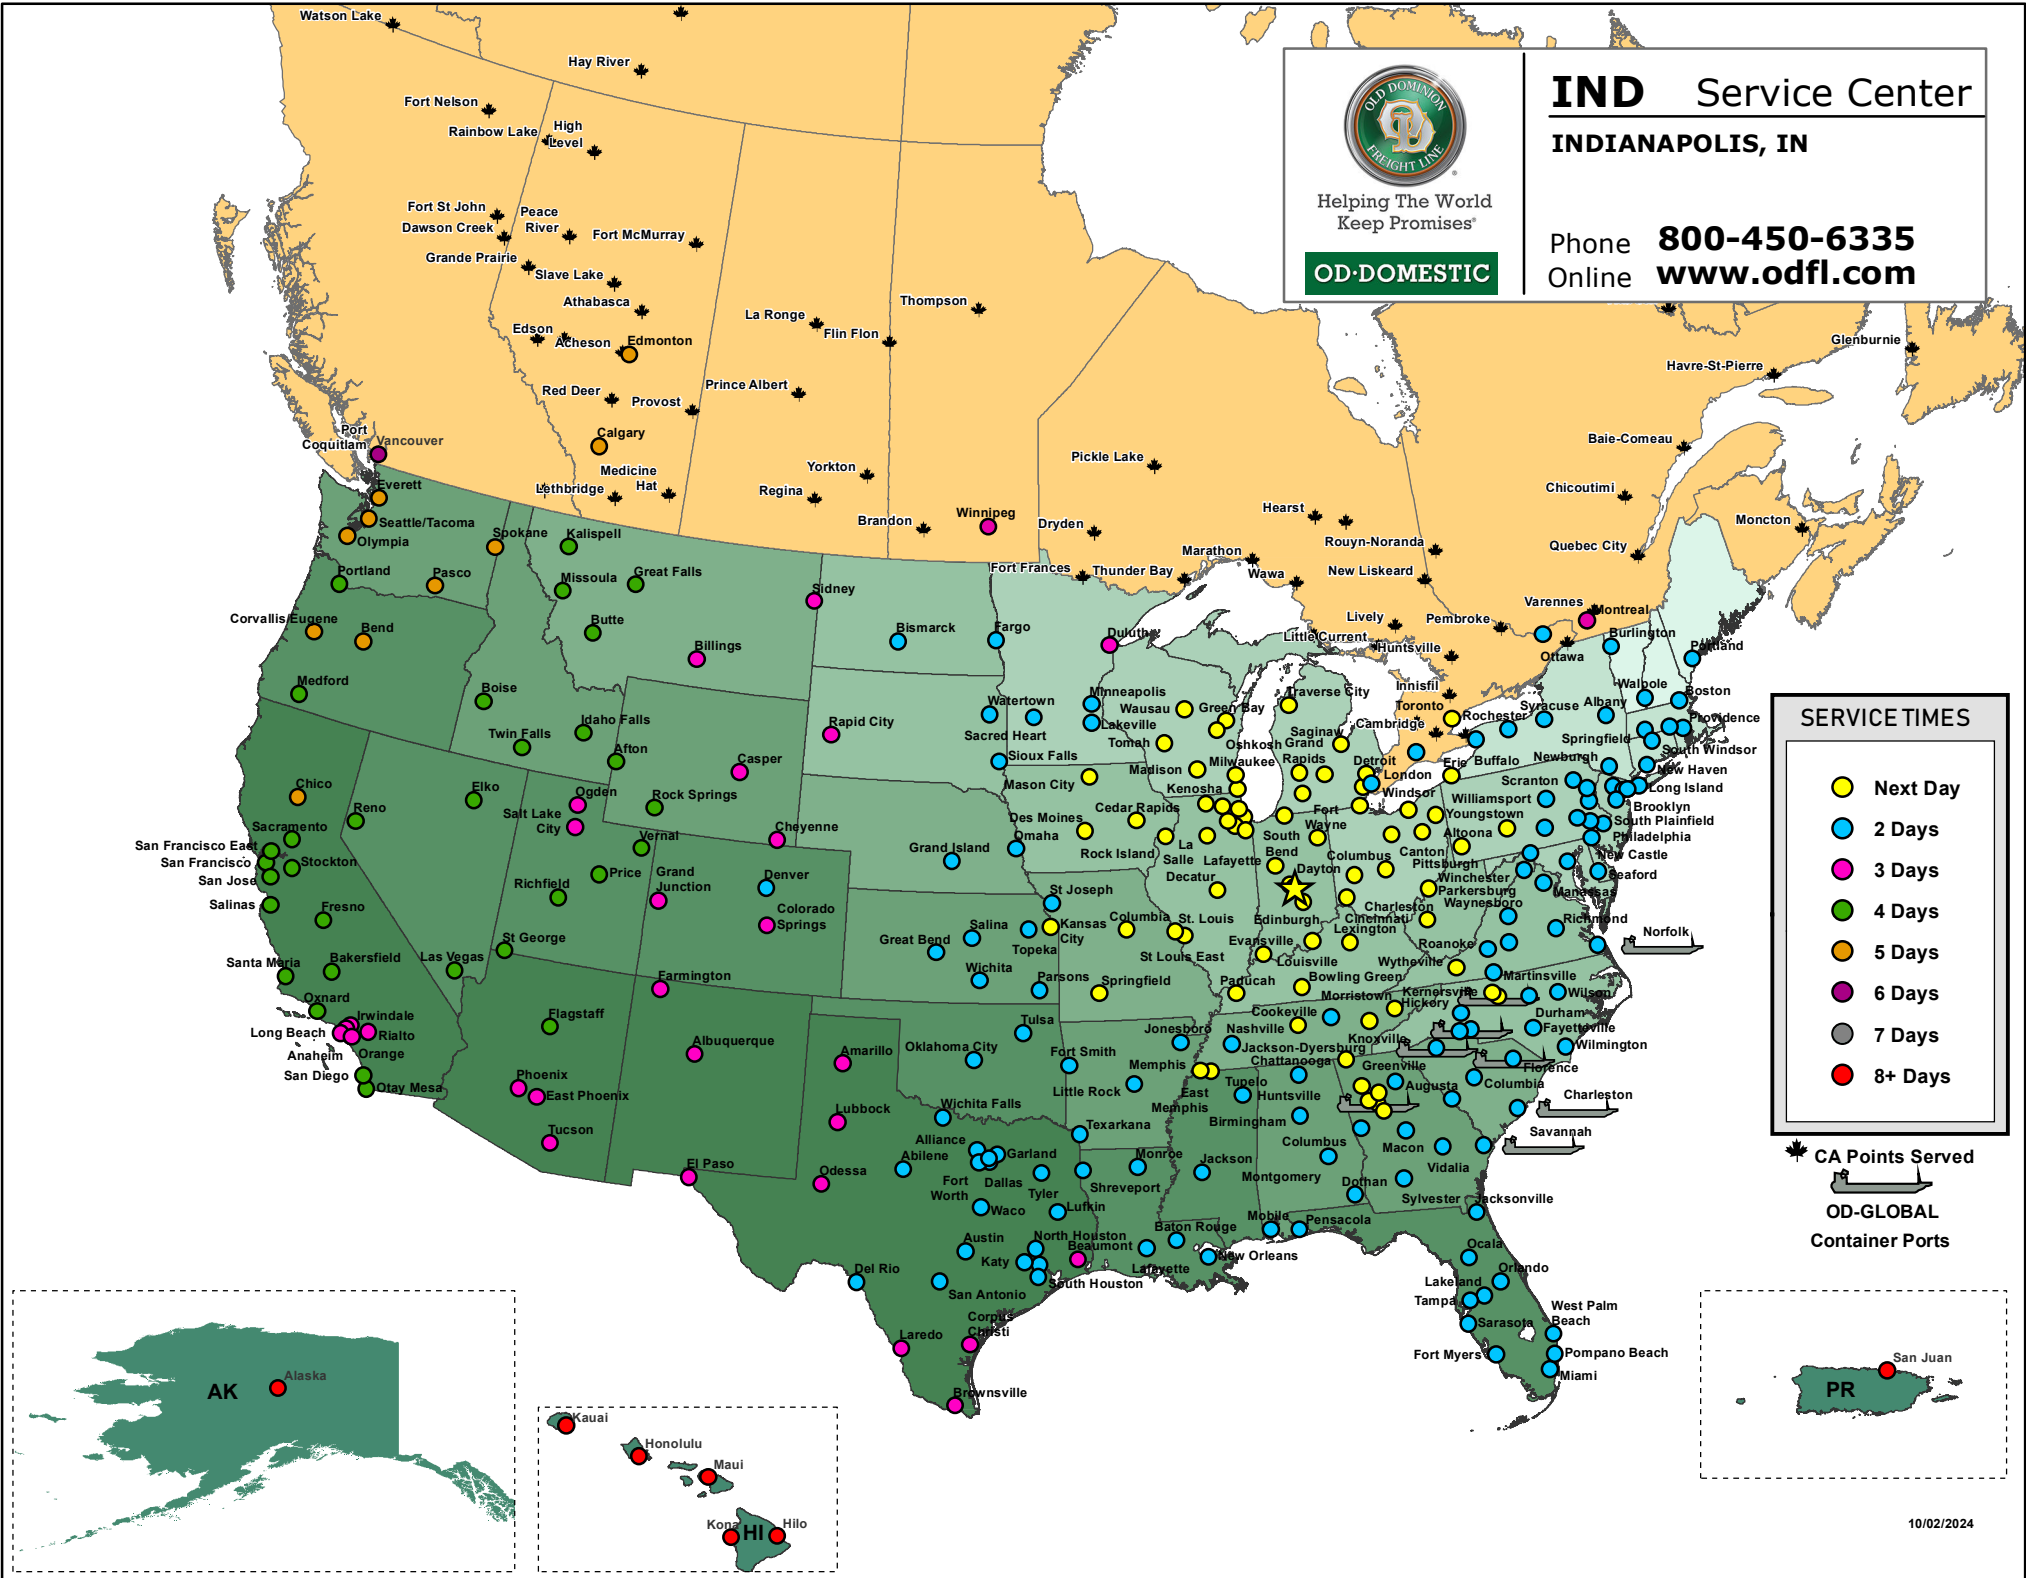 IND Service Center
INDIANAPOLIS, IN
Phone 800-450-6335
Online www.odfl.com
OLD DOMINION
FREIGHT LINE
Helping The World
Keep Promises®
OD·DOMESTIC
Watson Lake
Hay River
Fort Nelson
Rainbow Lake
High
Level
Fort St John
Peace
River
Dawson Creek
Fort McMurray
Grande Prairie
Slave Lake
Athabasca
Edson
Acheson
Edmonton
La Ronge
Flin Flon
Thompson
Red Deer
Provost
Prince Albert
Port
Coquitlam
Vancouver
Calgary
Medicine
Hat
Lethbridge
Yorkton
Regina
Brandon
Winnipeg
Dryden
Pickle Lake
Fort Frances
Thunder Bay
Marathon
Wawa
Hearst
Rouyn-Noranda
New Liskeard
Lively
Pembroke
Little Current
Huntsville
Innisfil
Toronto
Cambridge
Varennes
Montreal
Ottawa
Quebec City
Chicoutimi
Baie-Comeau
Havre-St-Pierre
Glenburnie
Moncton
Everett
Seattle/Tacoma
Olympia
Spokane
Kalispell
Portland
Pasco
Missoula
Great Falls
Sidney
Corvallis/Eugene
Bend
Butte
Billings
Bismarck
Fargo
Duluth
Medford
Boise
Idaho Falls
Twin Falls
Afton
Casper
Rapid City
Watertown
Sacred Heart
Sioux Falls
Minneapolis
Lakeville
Wausau
Green Bay
Traverse City
Tomah
Oshkosh
Saginaw
Grand
Rapids
Madison
Milwaukee
Detroit
London
Windsor
Kenosha
Mason City
Cedar Rapids
Des Moines
Omaha
Rock Island
La
Salle
Lafayette
Decatur
South
Bend
Fort
Wayne
Rochester
Syracuse
Albany
Burlington
Portland
Walpole
Boston
Providence
Springfield
South Windsor
Newburgh
New Haven
Long Island
Erie
Buffalo
Scranton
Williamsport
Brooklyn
South Plainfield
Philadelphia
Youngstown
Altoona
Canton
Pittsburgh
New Castle
Seaford
Columbus
Dayton
Winchester
Parkersburg
Manassas
Waynesboro
Charleston
Cincinnati
Lexington
Richmond
Norfolk
Roanoke
Edinburgh
Evansville
Louisville
Wytheville
Martinsville
Chico
Reno
Elko
Ogden
Salt Lake
City
Rock Springs
Vernal
Cheyenne
Sacramento
San Francisco East
San Francisco
Stockton
San Jose
Salinas
Fresno
Price
Grand
Junction
Richfield
Denver
Colorado
Springs
Grand Island
St Joseph
Kansas
City
Topeka
Salina
Great Bend
Wichita
Parsons
Columbia
St. Louis
St Louis East
Springfield
Paducah
Bowling Green
Santa Maria
Bakersfield
Las Vegas
St George
Farmington
Oxnard
Irwindale
Long Beach
Rialto
Anaheim
Orange
San Diego
Otay Mesa
Flagstaff
Albuquerque
Phoenix
East Phoenix
Tucson
El Paso
Amarillo
Lubbock
Odessa
Oklahoma City
Tulsa
Wichita Falls
Fort Smith
Little Rock
Jonesboro
Memphis
East
Memphis
Nashville
Jackson-Dyersburg
Chattanooga
Cookeville
Morristown
Knoxville
Kernersville
Hickory
Wilson
Durham
Fayetteville
Wilmington
Florence
Greenville
Augusta
Columbia
Charleston
Savannah
Tupelo
Huntsville
Birmingham
Columbus
Macon
Vidalia
Montgomery
Dothan
Sylvester
Jacksonville
Alliance
Abilene
Garland
Fort
Worth
Dallas
Tyler
Texarkana
Monroe
Shreveport
Jackson
Waco
Lufkin
Austin
North Houston
Beaumont
Katy
South Houston
Del Rio
San Antonio
Corpus
Christi
Laredo
Brownsville
Baton Rouge
Lafayette
New Orleans
Mobile
Pensacola
Ocala
Orlando
Lakeland
Tampa
Sarasota
West Palm
Beach
Fort Myers
Pompano Beach
Miami
SERVICE TIMES
Next Day
2 Days
3 Days
4 Days
5 Days
6 Days
7 Days
8+ Days
CA Points Served
OD-GLOBAL
Container Ports
AK
Alaska
Kauai
Honolulu
Maui
Kona
HI
Hilo
San Juan
PR
10/02/2024